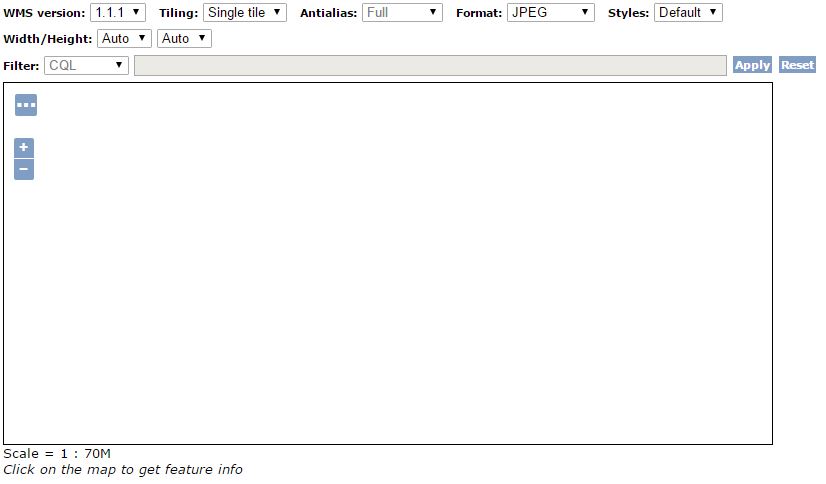 WMS version: 1.1.1 Tiling: Single tile Antialias: Full Format: JPEG Styles: Default
Width/Height: Auto Auto
Filter: CQL Apply Reset
...
+
−
Scale = 1 : 70M
Click on the map to get feature info